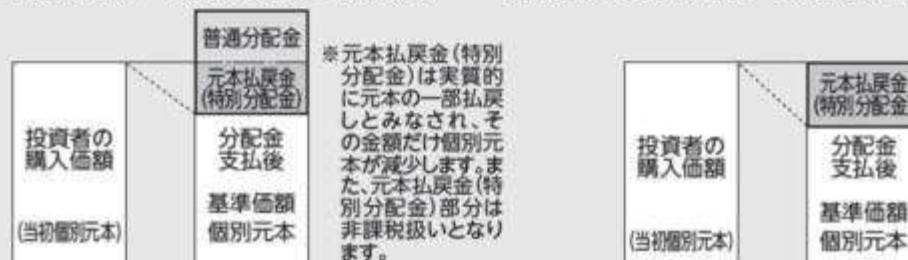 普通分配金
元本払戻金
(特別分配金)
投資者の
購入価額
(当初個別元本)
分配金
支払後
基準価額
個別元本
※元本払戻金(特別
分配金)は実質的
に元本の一部払戻
しとみなされ、そ
の金額だけ個別元
本が減少します。ま
た、元本払戻金(特
別分配金)部分は
非課税扱いとなり
ます。
投資者の
購入価額
(当初個別元本)
元本払戻金
(特別分配金
分配金
支払後
基準価額
個別元本